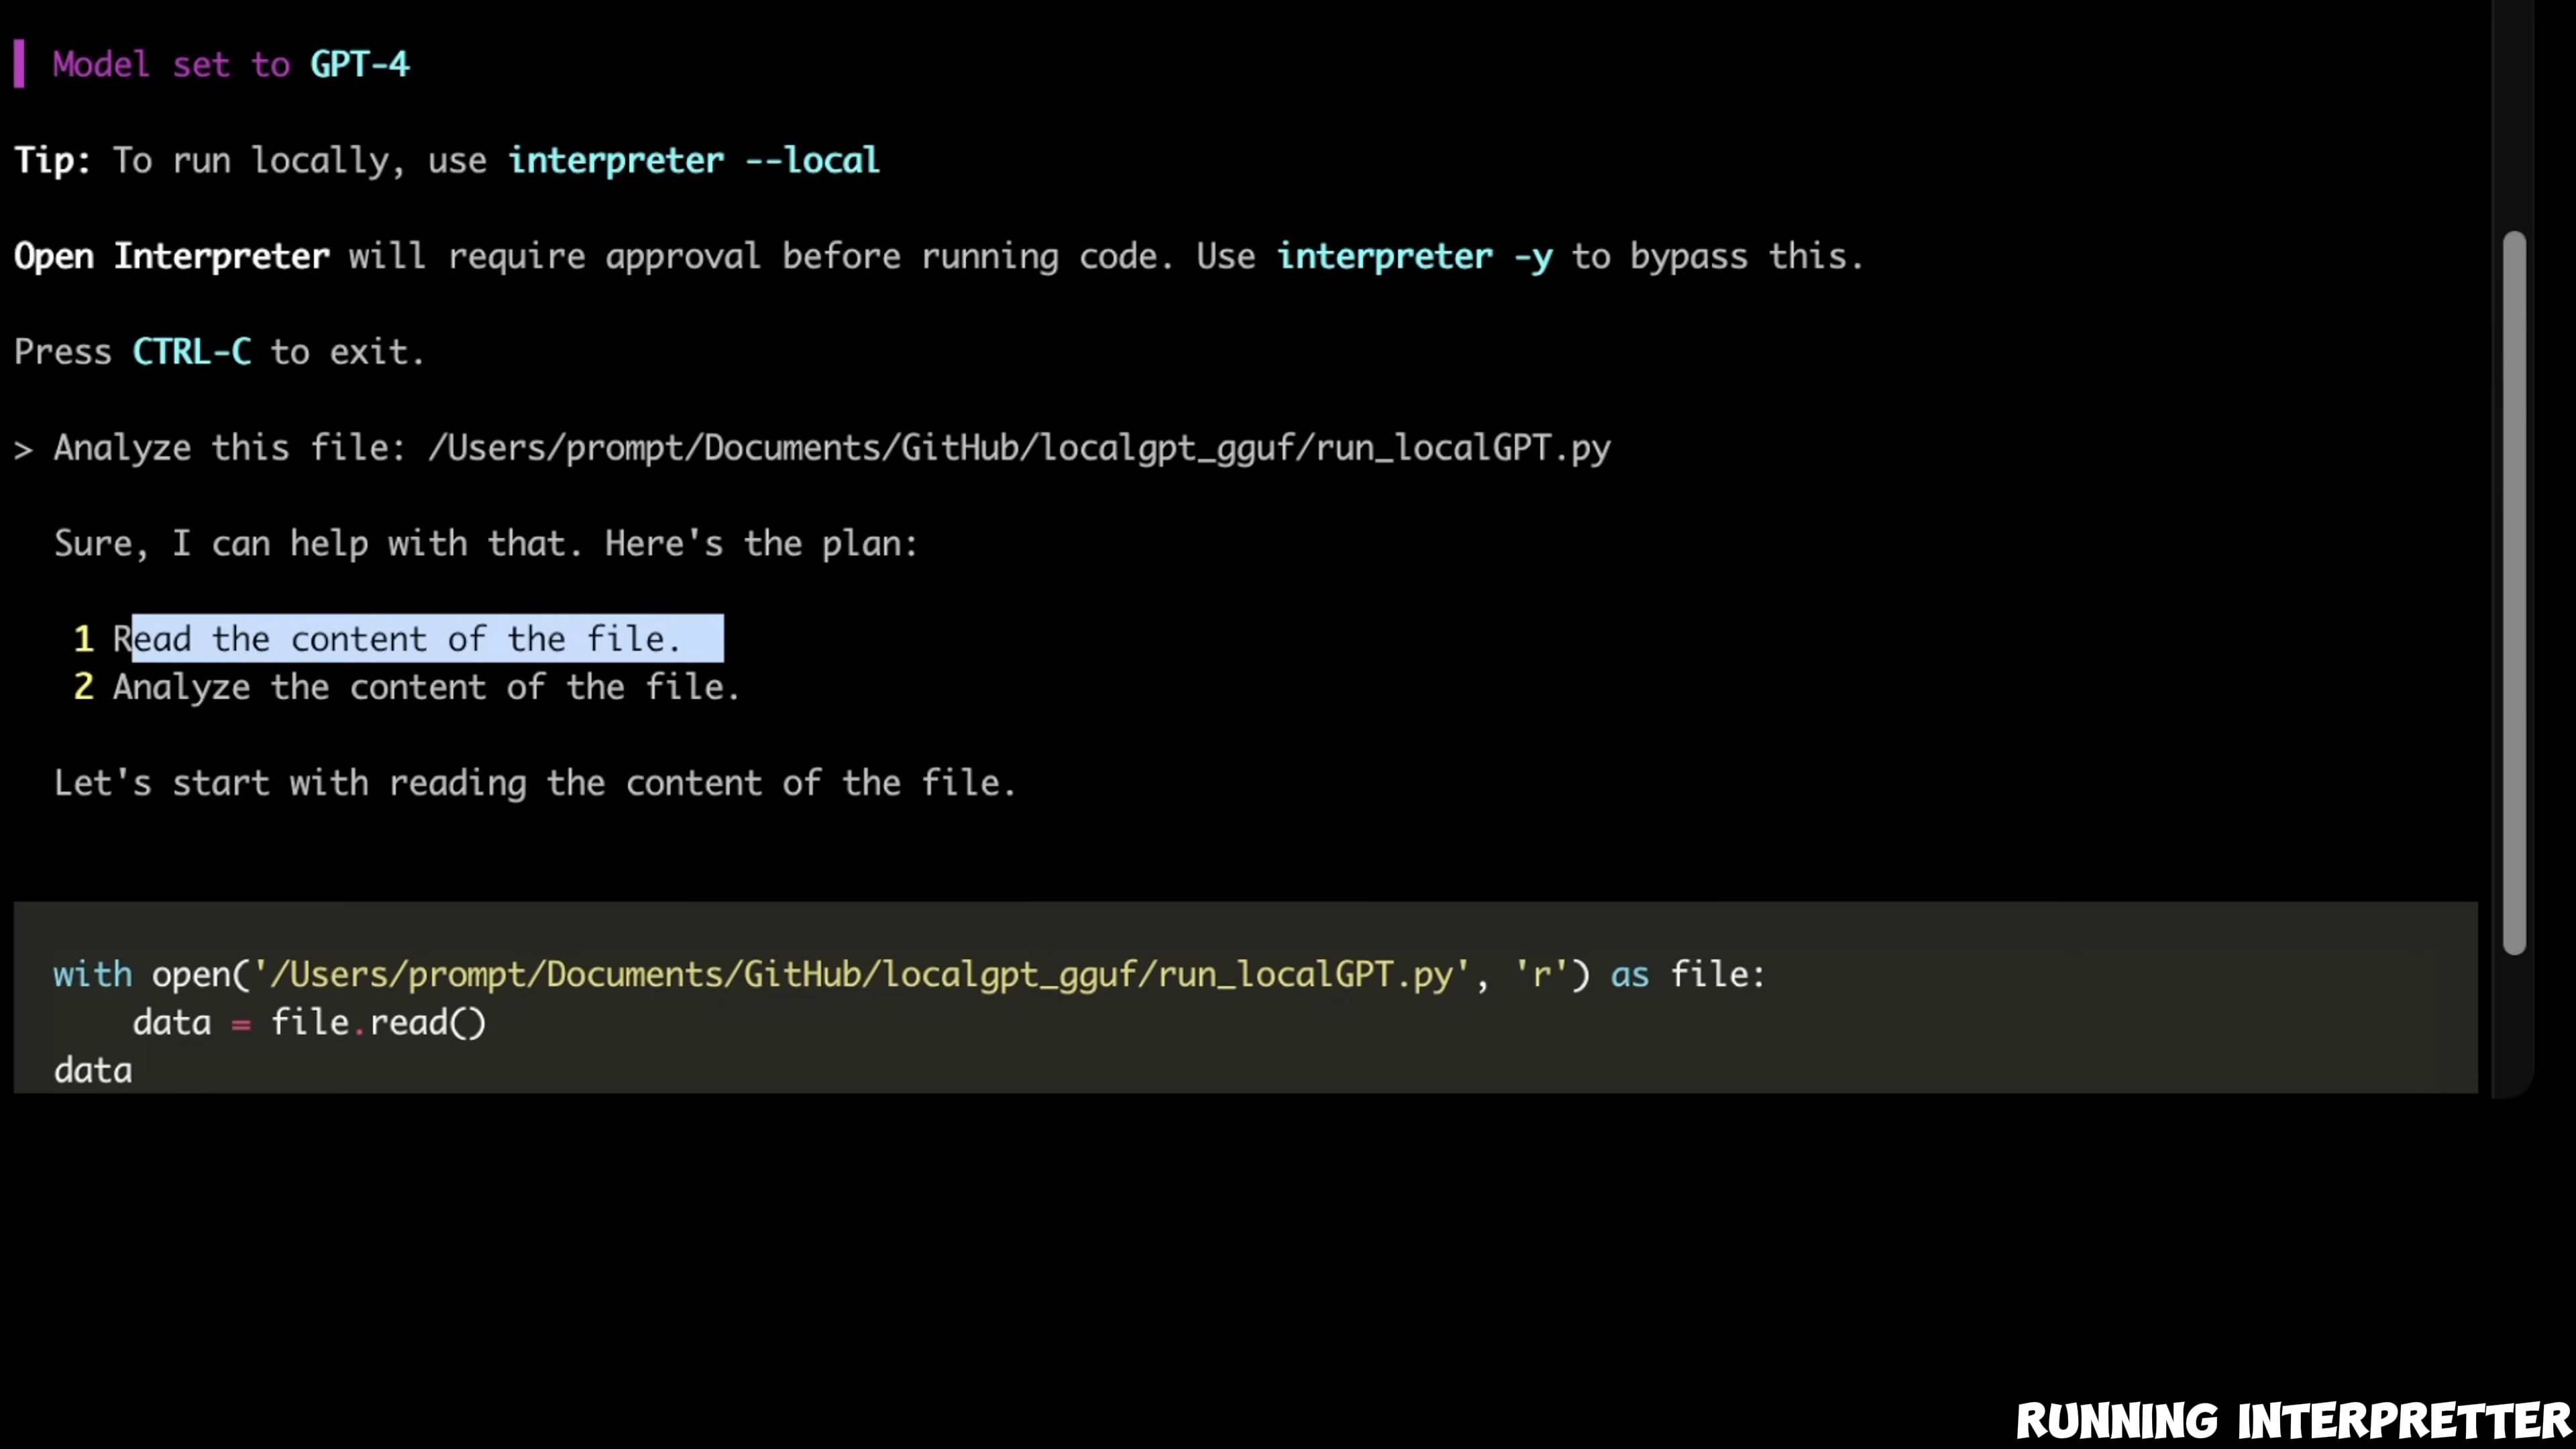 Model set to GPT-4
Tip: To run locally, use interpreter --local
Open Interpreter will require approval before running code. Use interpreter -y to bypass this.
Press CTRL-C to exit.
> Analyze this file: /Users/prompt/Documents/GitHub/localgpt_gguf/run_localGPT.py
Sure, I can help with that. Here's the plan:
1 Read the content of the file.
2 Analyze the content of the file.
Let's start with reading the content of the file.
with open('/Users/prompt/Documents/GitHub/localgpt_gguf/run_localGPT.py', 'r') as file:
    data = file.read()
data
RUNNING INTERPRETTER